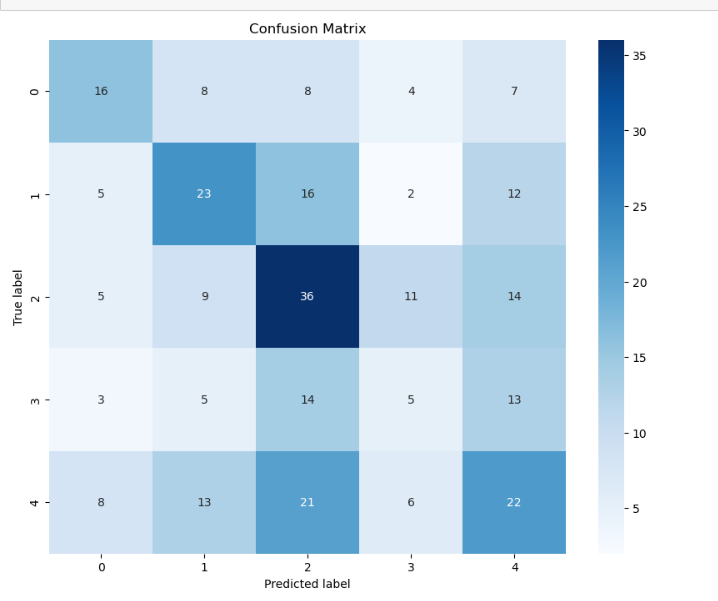 Confusion Matrix
0 16 8 8 4 7
1 5 23 16 2 12
2 5 9 36 11 14
3 3 5 14 5 13
4 8 13 21 6 22
0 1 2 3 4
Predicted label
True label
35
30
25
20
15
10
5